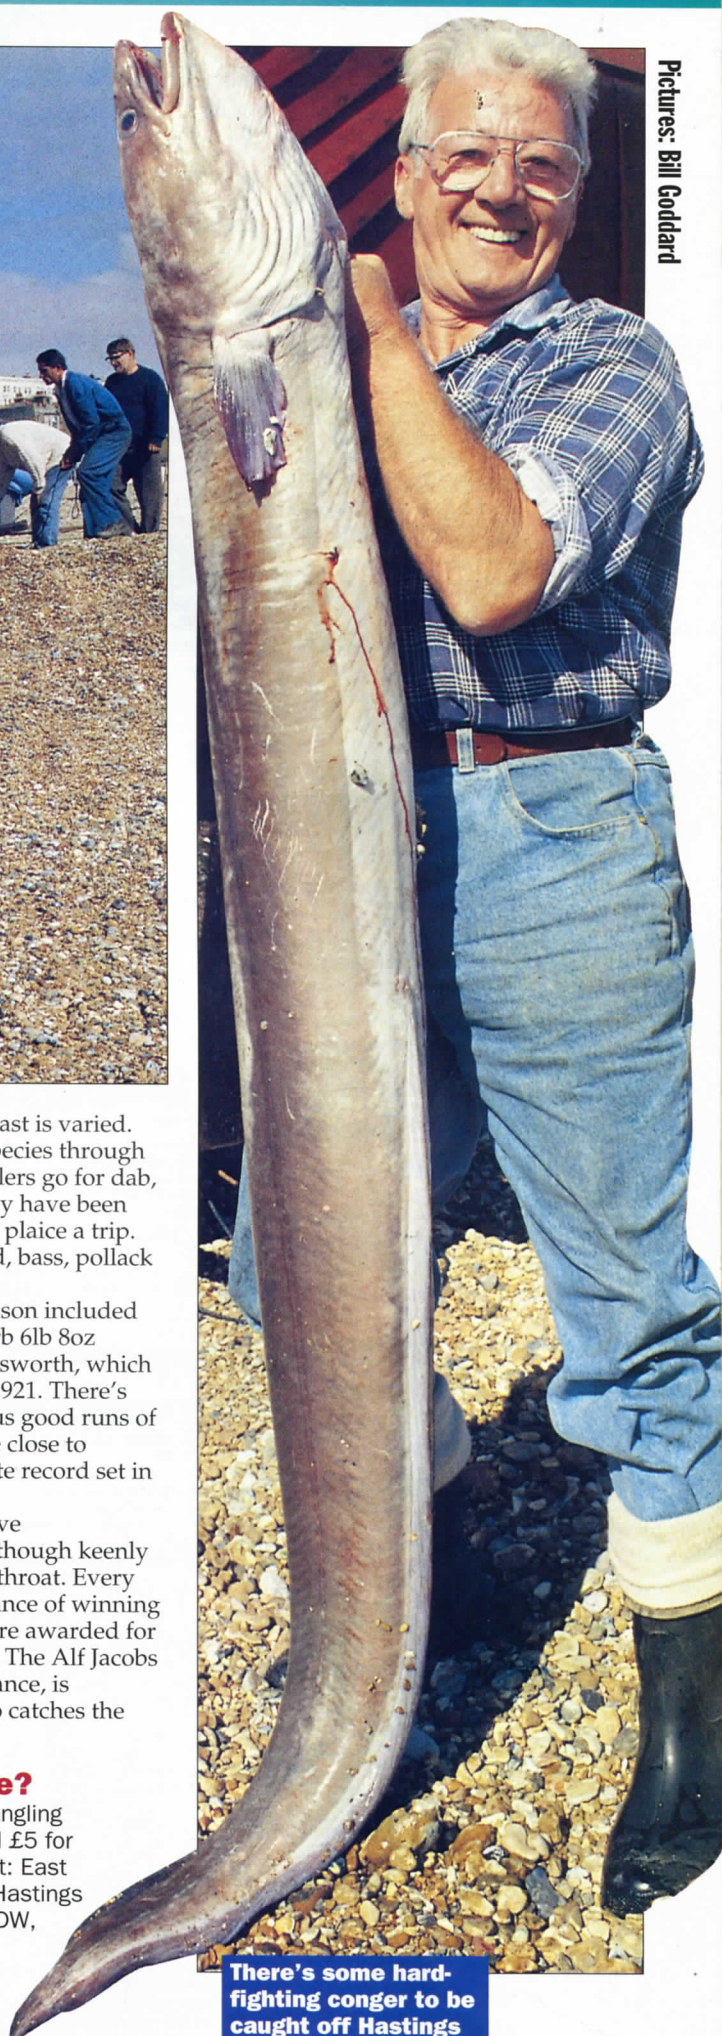 Pictures: Bill Goddard
ast is varied.
ecies through
lers go for dab,
y have been
plaice a trip.
d, bass, pollack
son included
b 6lb 8oz
sworth, which
921. There's
us good runs of
close to
te record set in
ve
though keenly
throat. Every
nce of winning
re awarded for
The Alf Jacobs
ance, is
catches the
e?
ngling
£5 for
t: East
Hastings
OW,
There's some hard-
fighting conger to be
caught off Hastings